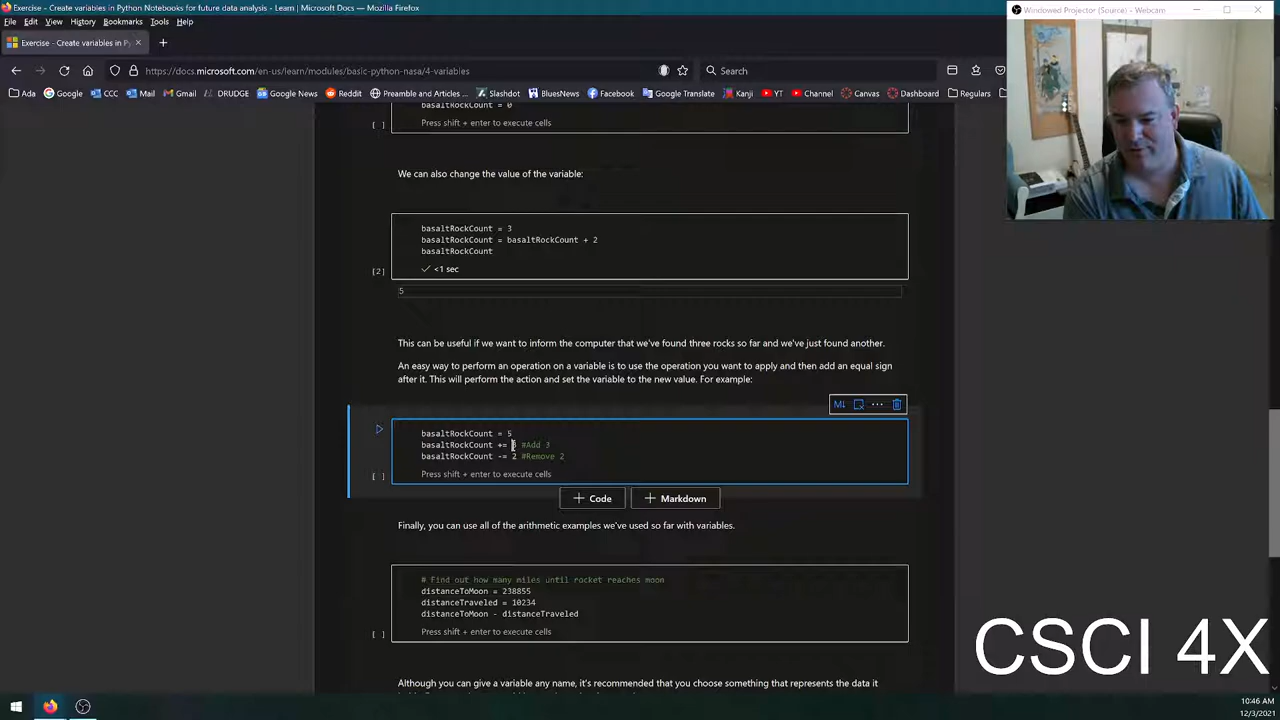 Exercise - Create variables in Python Notebooks for future data analysis - Learn | Microsoft Docs — Mozilla Firefox
File Edit View History Bookmarks Tools Help
Exercise - Create variables in Py
https://docs.microsoft.com/en-us/learn/modules/basic-python-nasa/4-variables
Search
Ada Google CCC Mail Gmail DRUDGE Google News Reddit Preamble and Articles ... Slashdot BluesNews Facebook Google Translate Kanji YT Channel Canvas Dashboard Regulars
Windowed Projector (Source) - Webcam
basaltRockCount = 0
Press shift + enter to execute cells
[ ]
We can also change the value of the variable:
basaltRockCount = 3
basaltRockCount = basaltRockCount + 2
basaltRockCount
<1 sec
[2]
5
This can be useful if we want to inform the computer that we've found three rocks so far and we've just found another.
An easy way to perform an operation on a variable is to use the operation you want to apply and then add an equal sign
after it. This will perform the action and set the variable to the new value. For example:
M↓ ...
basaltRockCount = 5
basaltRockCount += 3 #Add 3
basaltRockCount -= 2 #Remove 2
Press shift + enter to execute cells
[ ]
+ Code + Markdown
Finally, you can use all of the arithmetic examples we've used so far with variables.
# Find out how many miles until rocket reaches moon
distanceToMoon = 238855
distanceTraveled = 10234
distanceToMoon - distanceTraveled
Press shift + enter to execute cells
[ ]
Although you can give a variable any name, it's recommended that you choose something that represents the data it
CSCI 4X
10:46 AM
12/3/2021